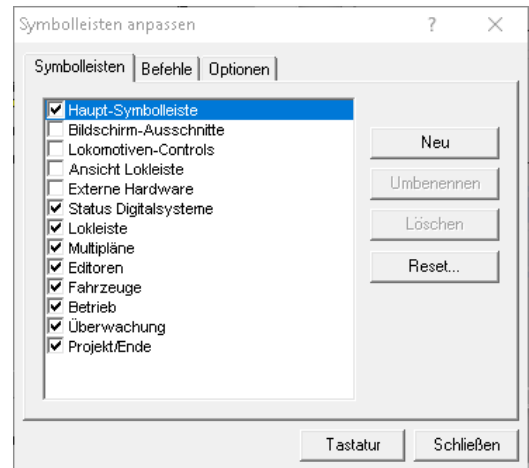 Symbolleisten anpassen
Symbolleisten Befehle Optionen
Haupt-Symbolleiste
Bildschirm-Ausschnitte
Lokomotiven-Controls
Ansicht Lokleiste
Externe Hardware
Status Digitalsysteme
Lokleiste
Multipläne
Editoren
Fahrzeuge
Betrieb
Überwachung
Projekt/Ende
Neu
Umbenennen
Löschen
Reset...
Tastatur Schließen